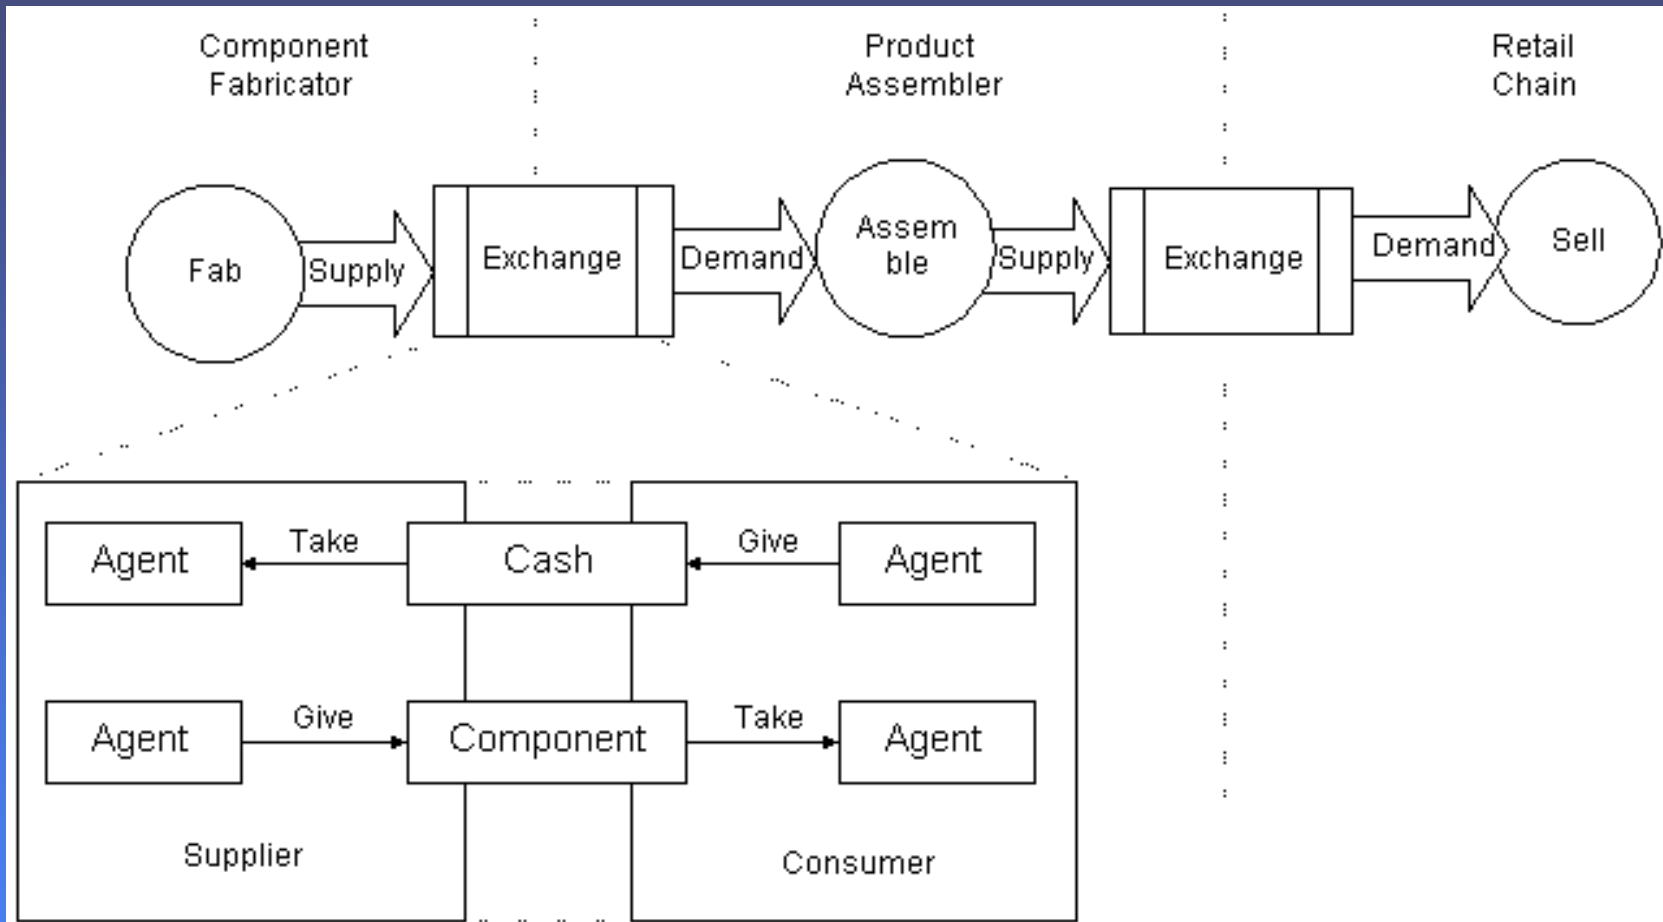 Component
Fabricator
Product
Assembler
Retail
Chain
Fab
Supply
Exchange
Demand
Assem
ble
Supply
Exchange
Demand
Sell
Agent
Take
Cash
Give
Agent
Agent
Give
Component
Take
Agent
Supplier
Consumer